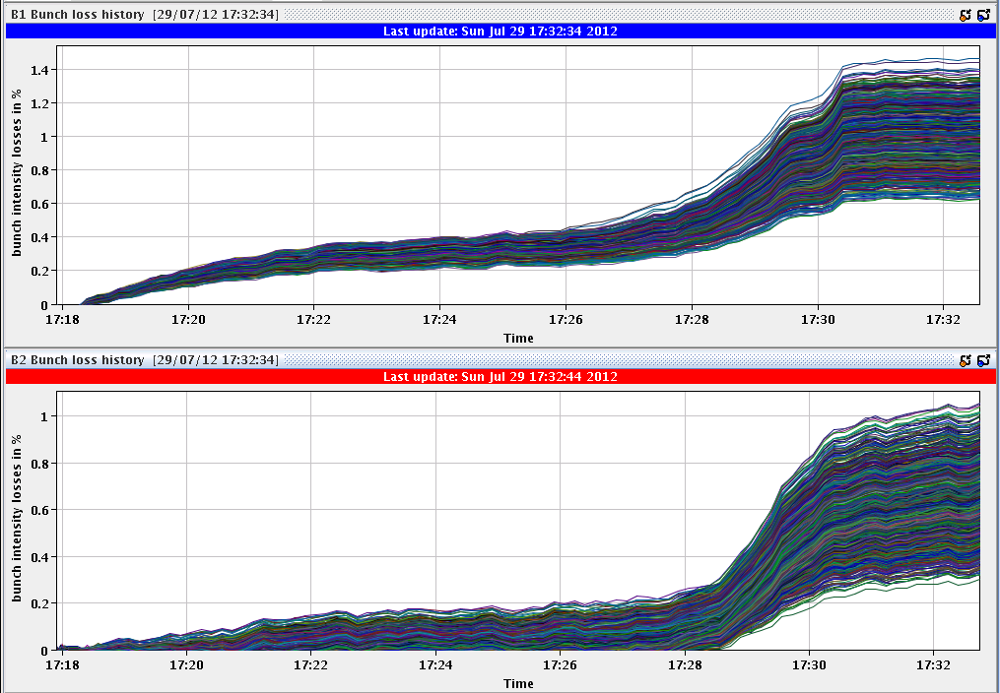 B1 Bunch loss history [29/07/12 17:32:34]
Last update: Sun Jul 29 17:32:34 2012
bunch intensity losses in %
1.4
1.2
1
0.8
0.6
0.4
0.2
0
17:18 17:20 17:22 17:24 17:26 17:28 17:30 17:32
Time
B2 Bunch loss history [29/07/12 17:32:34]
Last update: Sun Jul 29 17:32:44 2012
bunch intensity losses in %
1
0.8
0.6
0.4
0.2
0
17:18 17:20 17:22 17:24 17:26 17:28 17:30 17:32
Time